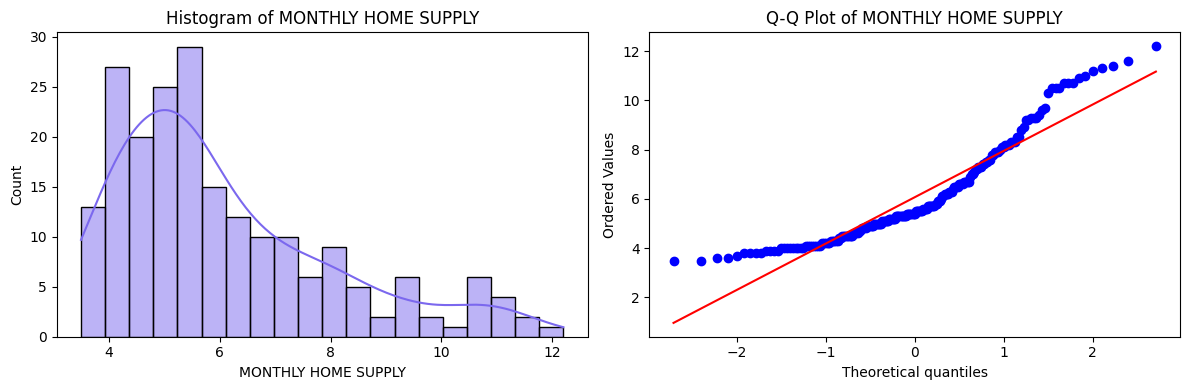 Histogram of MONTHLY HOME SUPPLY
30
25
20
15
10
5
0
Count
4 6 8 10 12
MONTHLY HOME SUPPLY
Q-Q Plot of MONTHLY HOME SUPPLY
12
10
8
6
4
2
Ordered Values
−2 −1 0 1 2
Theoretical quantiles